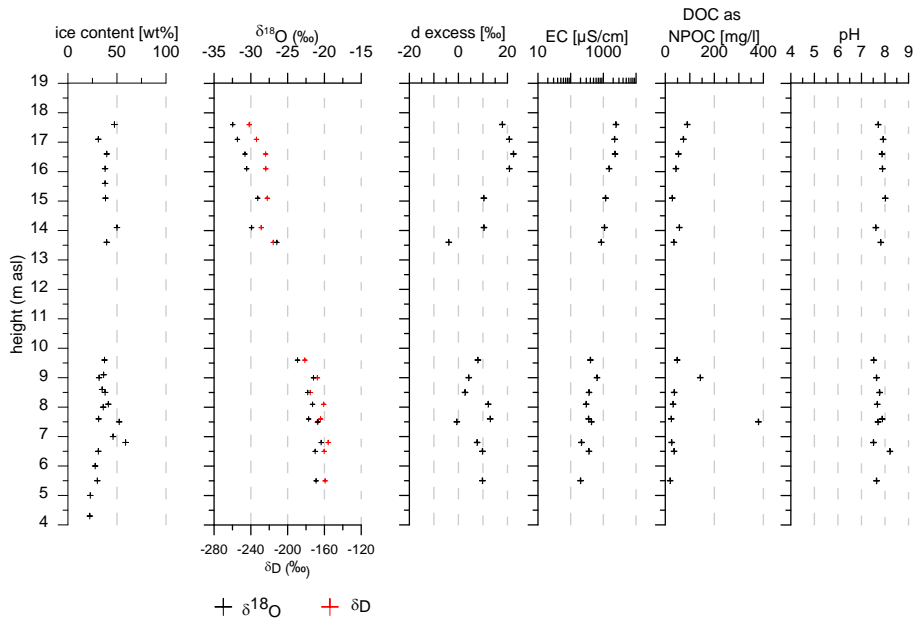 DOC as
ice content [wt%] δ18O (‰) d excess [‰] EC [µS/cm] NPOC [mg/l] pH
0 50 100 -35 -30 -25 -20 -15 -20 0 20 10 100 1000 0 200 400 4 5 6 7 8 9
19
18
17
16
15
14
13
12
11
10
9
8
7
6
5
4
height (m asl)
-280 -240 -200 -160 -120
δD (‰)
δ18O δD